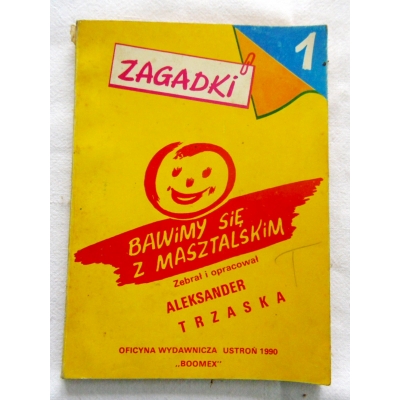 1
ZAGADKI
BAWiMY SiĘ
Z MASZTALSKiM
Zebrał i opracował
ALEKSANDER
TRZASKA
OFICYNA WYDAWNICZA USTROŃ 1990
„BOOMEX"